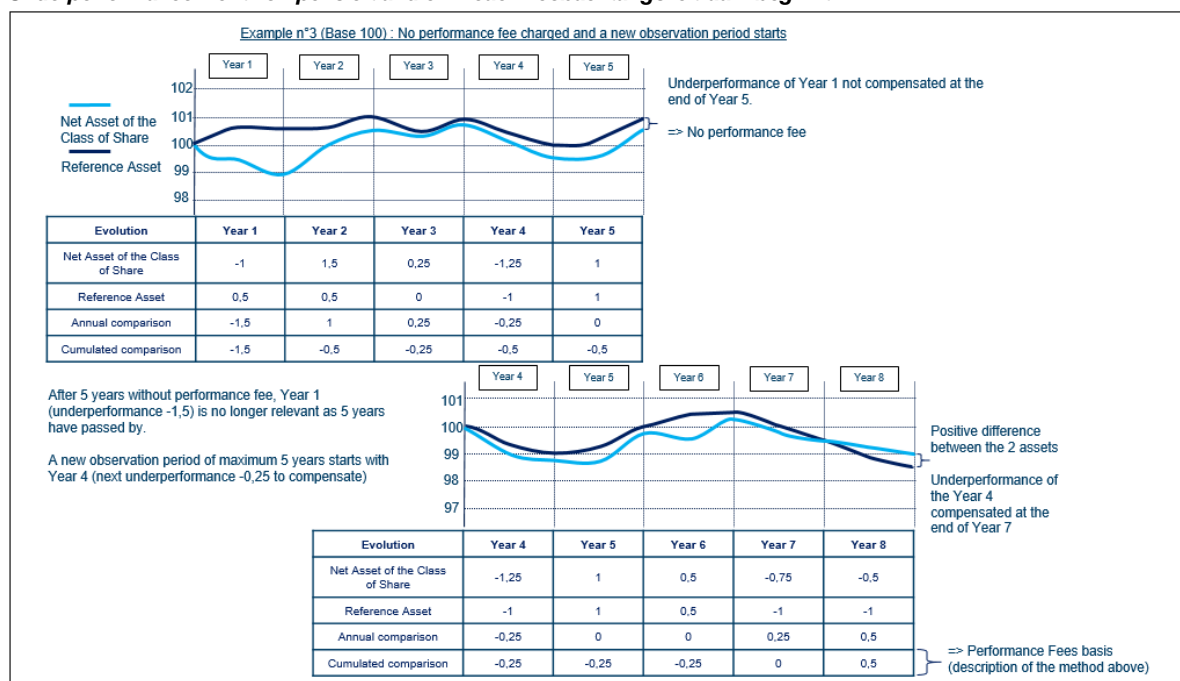 Example n°3 (Base 100) : No performance fee charged and a new observation period starts
Year 1 Year 2 Year 3 Year 4 Year 5
102
101
100
99
98
Net Asset of the
Class of Share
Reference Asset
Underperformance of Year 1 not compensated at the
end of Year 5.
=> No performance fee
Evolution Year 1 Year 2 Year 3 Year 4 Year 5
Net Asset of the Class
of Share
-1 1,5 0,25 -1,25 1
Reference Asset 0,5 0,5 0 -1 1
Annual comparison -1,5 1 0,25 -0,25 0
Cumulated comparison -1,5 -0,5 -0,25 -0,5 -0,5
After 5 years without performance fee, Year 1
(underperformance -1,5) is no longer relevant as 5 years
have passed by.
A new observation period of maximum 5 years starts with
Year 4 (next underperformance -0,25 to compensate)
Year 4 Year 5 Year 6 Year 7 Year 8
101
100
99
98
97
Positive difference
between the 2 assets
Underperformance of
the Year 4
compensated at the
end of Year 7
Evolution Year 4 Year 5 Year 6 Year 7 Year 8
Net Asset of the Class
of Share
-1,25 1 0,5 -0,75 -0,5
Reference Asset -1 1 0,5 -1 -1
Annual comparison -0,25 0 0 0,25 0,5
Cumulated comparison -0,25 -0,25 -0,25 0 0,5
=> Performance Fees basis
(description of the method above)